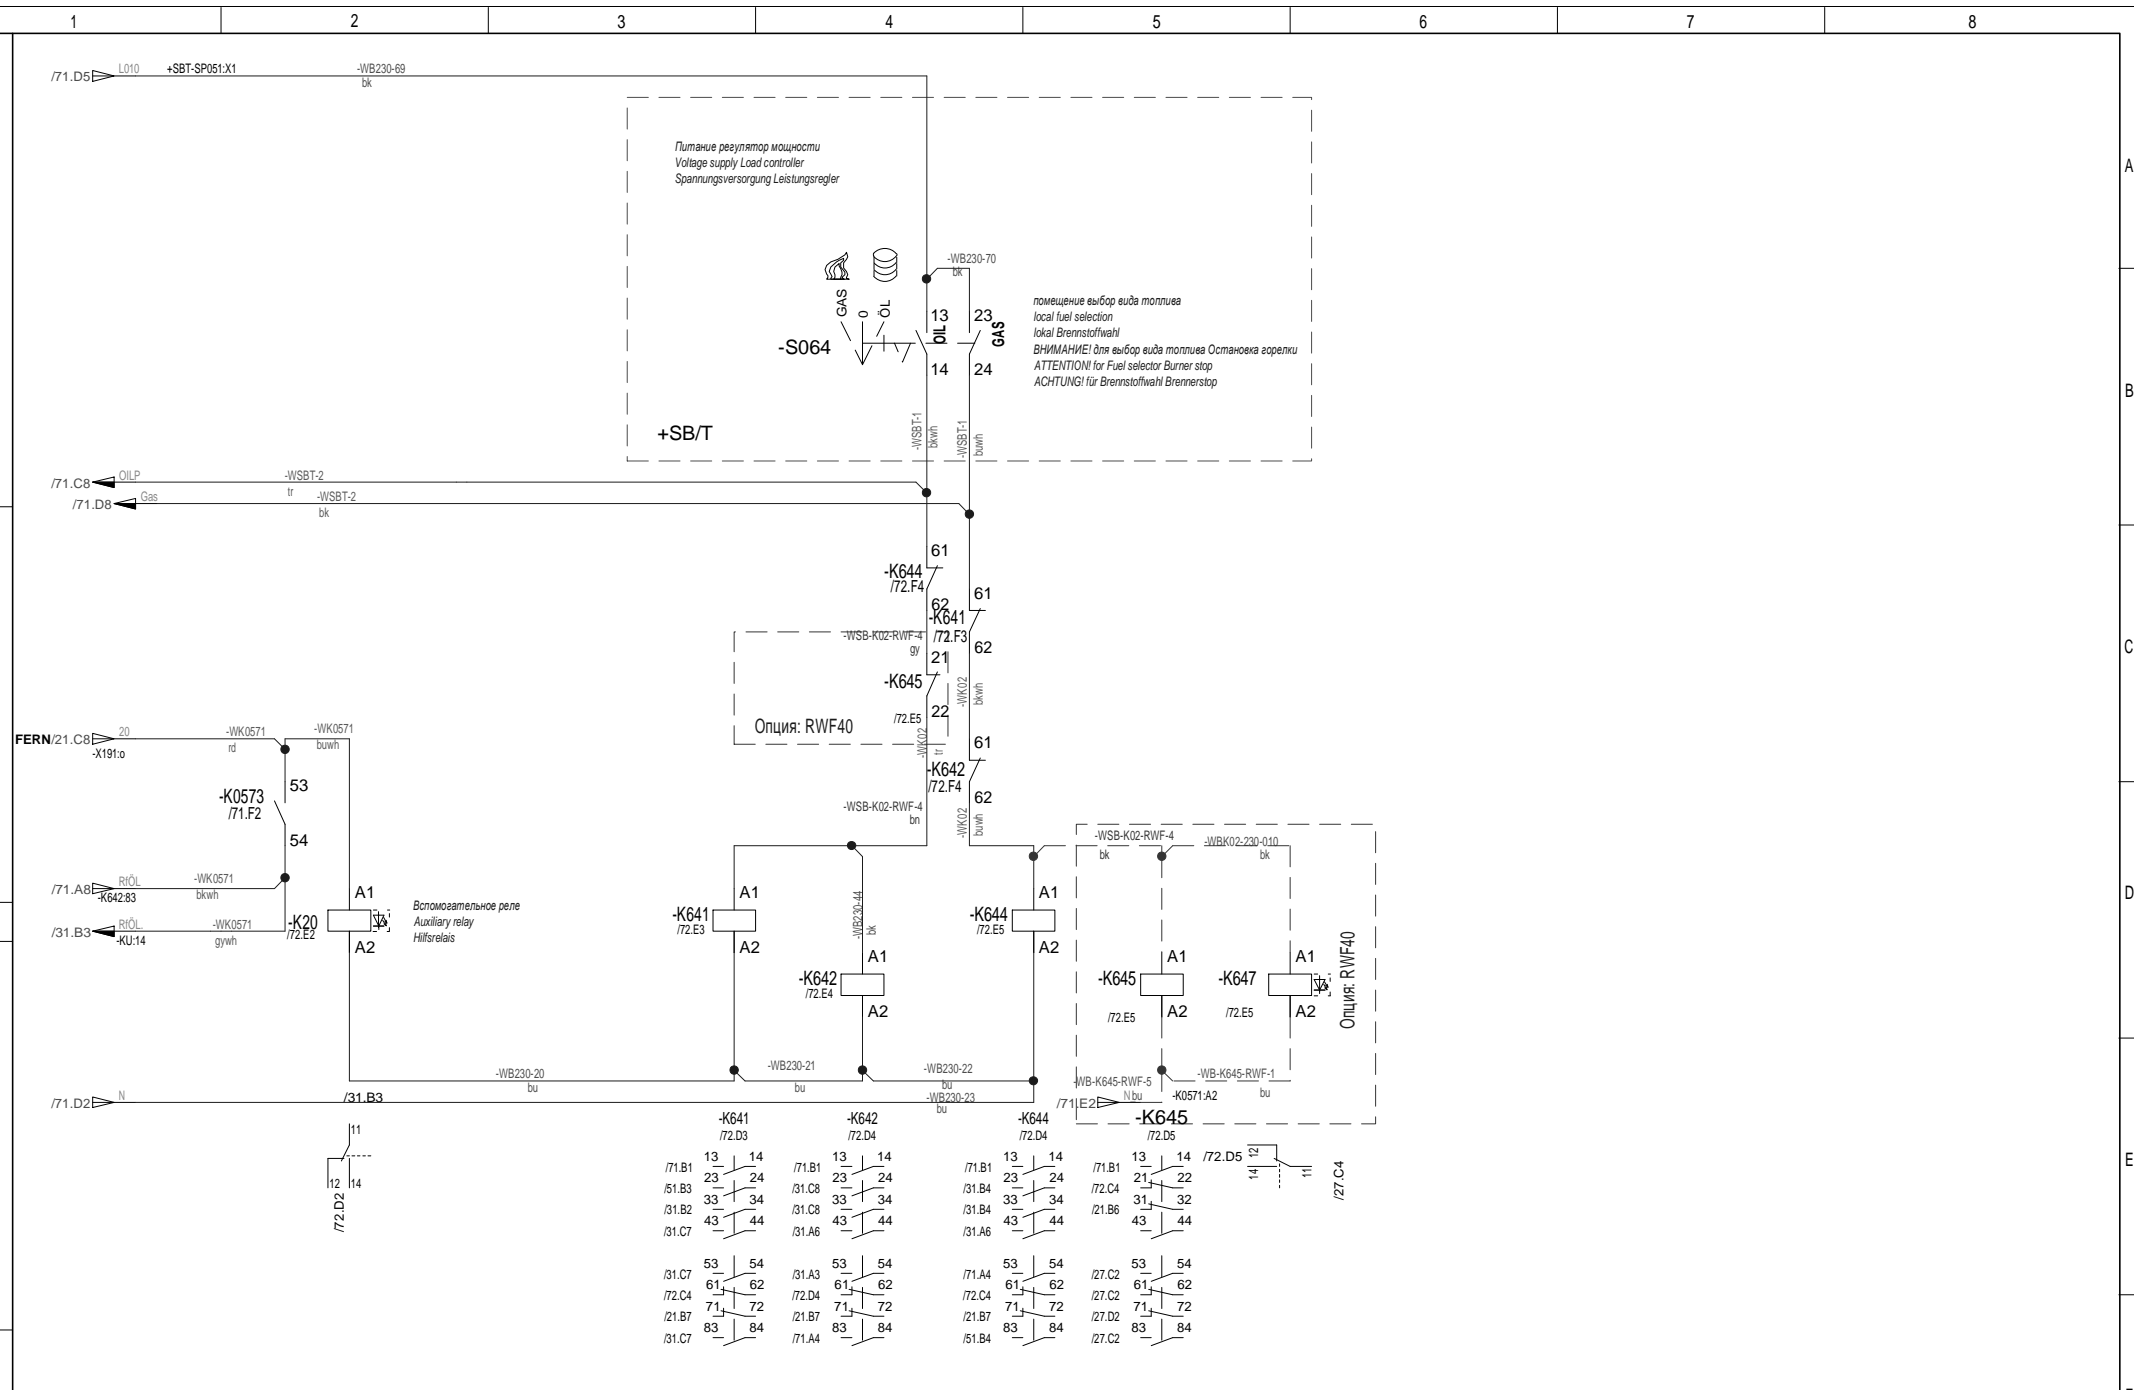 1 2 3 4 5 6 7 8
/71.D5 L010 +SBT-SP051:X1 -WB230-69
bk
Питание регулятор мощности
Voltage supply Load controller
Spannungsversorgung Leistungsregler
A
-WB230-70
bk
GAS 0 ÖL
-S064
13 OIL 23 GAS
14 24
помещение выбор вида топлива
local fuel selection
lokal Brennstoffwahl
ВНИМАНИЕ! для выбор вида топлива Остановка горелки
ATTENTION! for Fuel selector Burner stop
ACHTUNG! für Brennstoffwahl Brennerstop
B
+SB/T
-WSBT-1 bkwh -WSBT-1 buwh
/71.C8 OILP -WSBT-2
tr
/71.D8 Gas -WSBT-2
bk
61
-K644
/72.F4
62
61
-K641
/72.F3
62
-WSB-K02-RWF-4 71
gy
21
-K645
/72.E5 22
C
Опция: RWF40
-WK02 tr
-WK02 bkwh
61
-K642
/72.F4
62
-WK02 buwh
-WSB-K02-RWF-4
bn
FERN/21.C8 20 -WK0571 -WK0571
-X191:o rd buwh
53
-K0573
/71.F2
54
/71.A8 RfÖL -WK0571
-K642:83 bkwh
/31.B3 RfÖL. -WK0571
-KU:14 gywh
A1
-K20
/72.E2
A2
Вспомогательное реле
Auxiliary relay
Hilfsrelais
A1
-K641
/72.E3
A2
-WB230-44 bk
A1
-K642
/72.E4
A2
A1
-K644
/72.E5
A2
D
-WSB-K02-RWF-4
bk
-WBK02-230-010
bk
A1
-K645
/72.E5 A2
A1
-K647
/72.E5 A2
Опция: RWF40
-WB230-20
bu
-WB230-21
bu
-WB230-22
bu
-WB230-23
bu
-WB-K645-RWF-5
-WB-K645-RWF-1
bu
/71.D2 N
/71.E2 N bu -K0571:A2
/31.B3
11
12 14
/72.D2
-K641
/72.D3
/71.B1 13 14
/51.B3 23 24
/31.B2 33 34
/31.C7 43 44
/31.C7 53 54
/72.C4 61 62
/21.B7 71 72
/31.C7 83 84
-K642
/72.D4
/71.B1 13 14
/31.C8 23 24
/31.C8 33 34
/31.A6 43 44
/31.A3 53 54
/72.D4 61 62
/21.B7 71 72
/71.A4 83 84
-K644
/72.D4
/71.B1 13 14
/31.B4 23 24
/31.B4 33 34
/31.A6 43 44
/71.A4 53 54
/72.C4 61 62
/21.B7 71 72
/51.B4 83 84
-K645
/72.D5
/71.B1 13 14
/72.C4 21 22
/21.B6 31 32
43 44
/27.C2 53 54
/27.C2 61 62
/27.D2 71 72
/27.C2 83 84
/72.D5 12
14 11
/27.C4
E